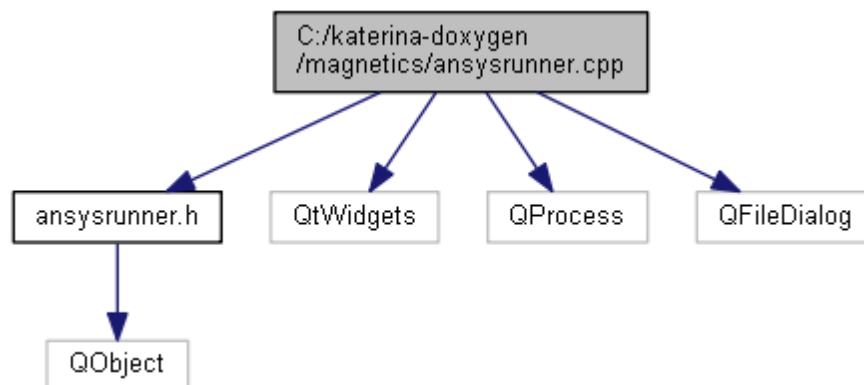 C:/katerina-doxygen
/magnetics/ansysrunner.cpp
ansysrunner.h
QtWidgets
QProcess
QFileDialog
QObject